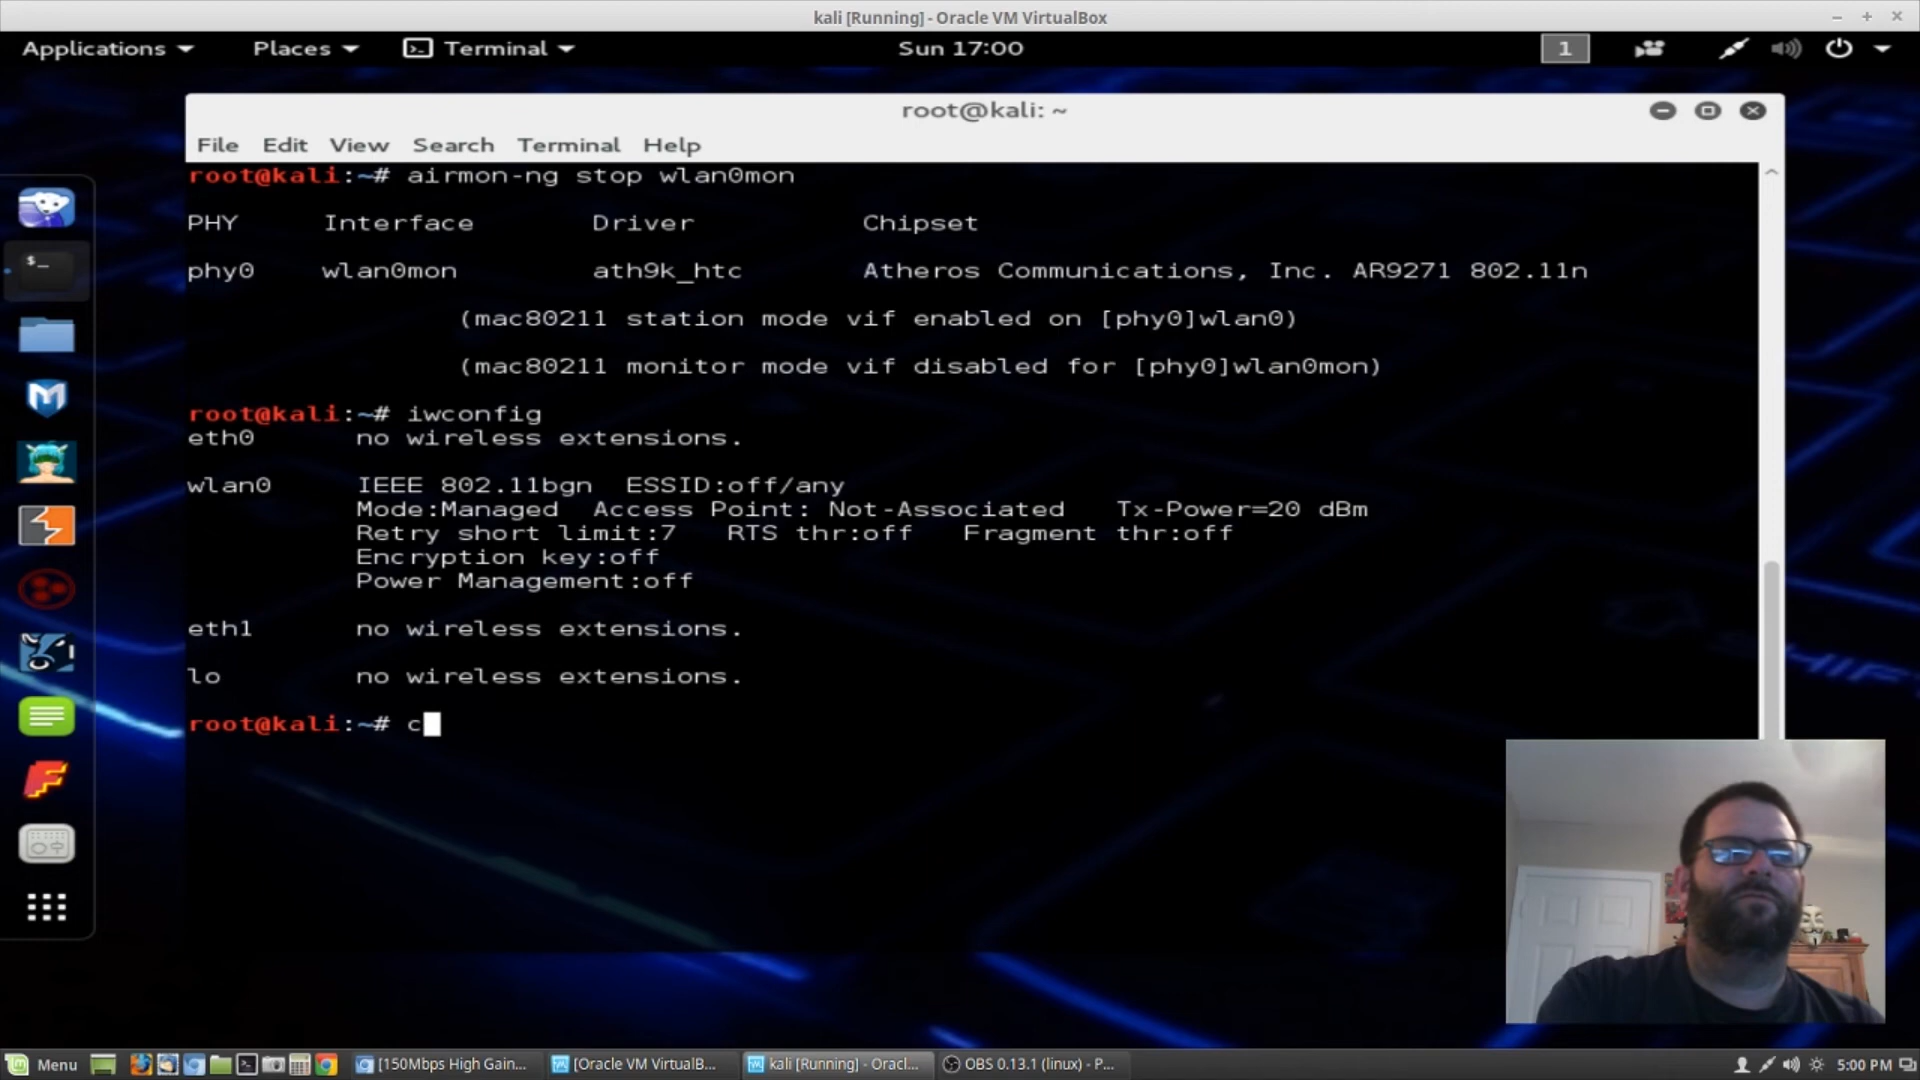 kali [Running] - Oracle VM VirtualBox
Applications Places Terminal Sun 17:00 1
root@kali: ~
File Edit View Search Terminal Help
root@kali:~# airmon-ng stop wlan0mon
PHY Interface Driver Chipset
phy0 wlan0mon ath9k_htc Atheros Communications, Inc. AR9271 802.11n
(mac80211 station mode vif enabled on [phy0]wlan0)
(mac80211 monitor mode vif disabled for [phy0]wlan0mon)
root@kali:~# iwconfig
eth0 no wireless extensions.
wlan0 IEEE 802.11bgn ESSID:off/any
Mode:Managed Access Point: Not-Associated Tx-Power=20 dBm
Retry short limit:7 RTS thr:off Fragment thr:off
Encryption key:off
Power Management:off
eth1 no wireless extensions.
lo no wireless extensions.
root@kali:~# c
SHIF
Menu [150Mbps High Gain... [Oracle VM VirtualB... kali [Running] - Oracl... OBS 0.13.1 (linux) - P... 5:00 PM